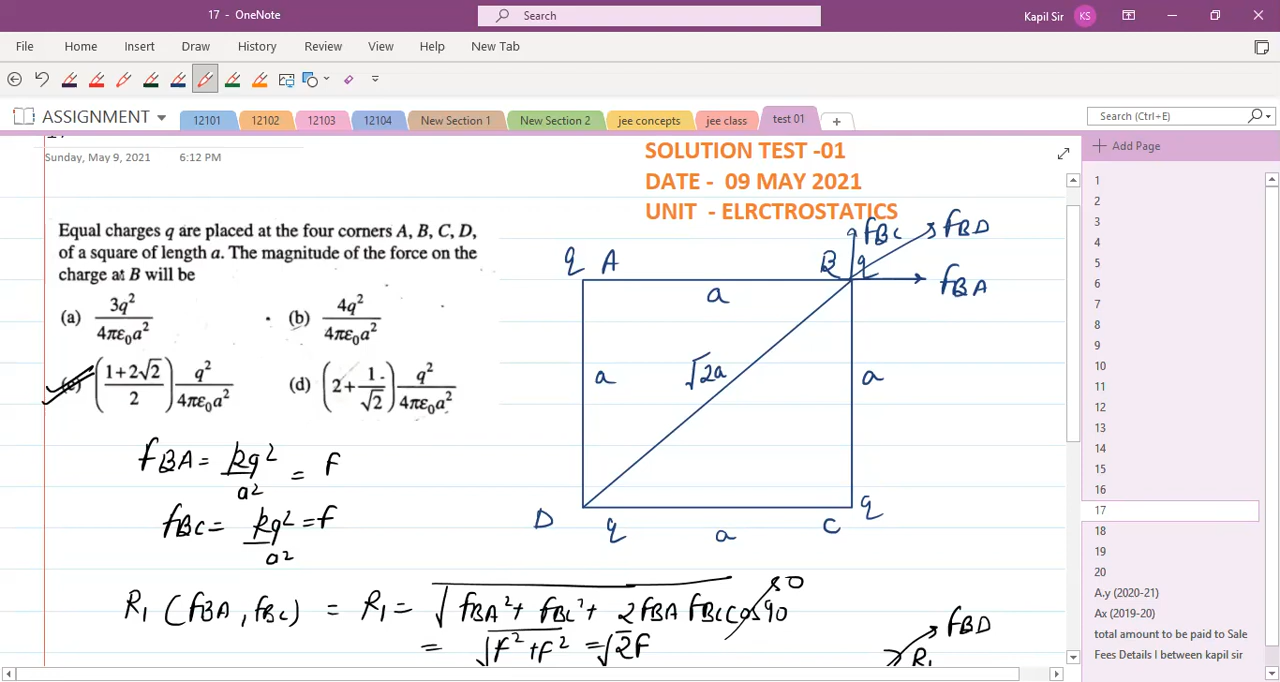 17 - OneNote
Search
Kapil Sir KS
File Home Insert Draw History Review View Help New Tab
ASSIGNMENT
12101 12102 12103 12104 New Section 1 New Section 2 jee concepts jee class test 01
Search (Ctrl+E)
Add Page
17
Sunday, May 9, 2021 6:12 PM
SOLUTION TEST -01
DATE - 09 MAY 2021
UNIT - ELRCTROSTATICS
Equal charges q are placed at the four corners A, B, C, D,
of a square of length a. The magnitude of the force on the
charge at B will be
(a) 3q²/4πε₀a² (b) 4q²/4πε₀a²
(c) ((1+2√2)/2) q²/4πε₀a² (d) (2+1/√2) q²/4πε₀a²
fBA = kq²/a² = F
fBC = kq²/a² = F
R₁ (fBA, fBC) = R₁ = √fBA² + fBC² + 2fBA fBC cos90 0
= √F² + F² = √2F
q A
B q
fBC
fBD
fBA
a
a
√2a
a
D q
a
C q
fBD
R₁
1
2
3
4
5
6
7
8
9
10
11
12
13
14
15
16
17
18
19
20
A.y (2020-21)
Ax (2019-20)
total amount to be paid to Sale
Fees Details I between kapil sir